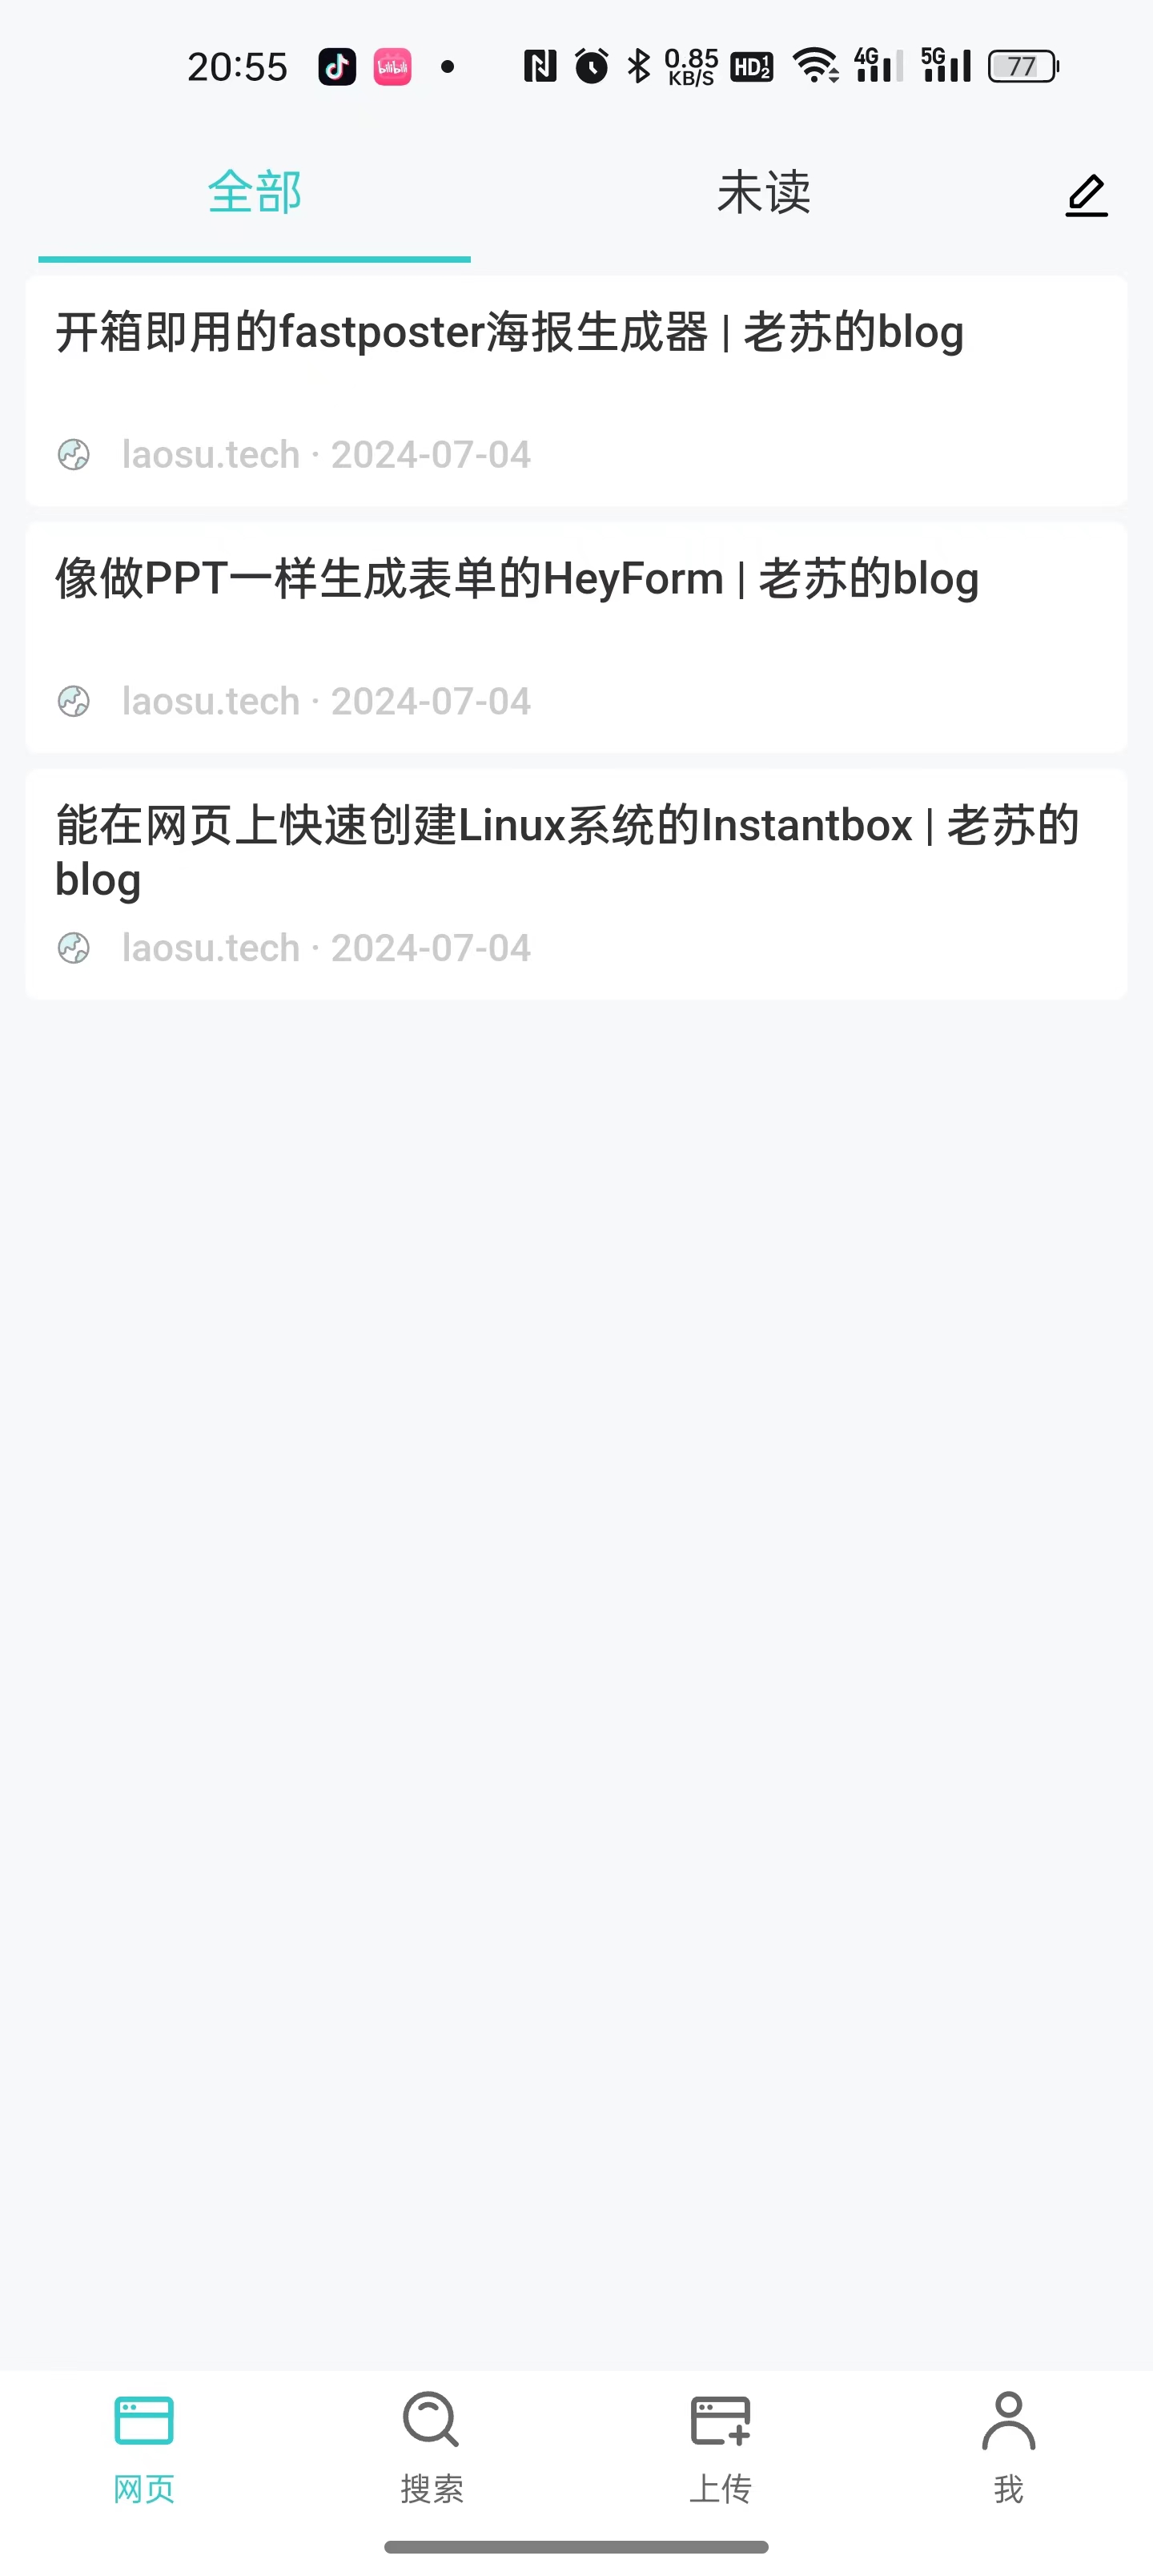 20:55 bilibili N 0.85 KB/S HD 1 2 4G 5G 77
全部 未读
开箱即用的fastposter海报生成器 | 老苏的blog
laosu.tech · 2024-07-04
像做PPT一样生成表单的HeyForm | 老苏的blog
laosu.tech · 2024-07-04
能在网页上快速创建Linux系统的Instantbox | 老苏的
blog
laosu.tech · 2024-07-04
网页 搜索 上传 我